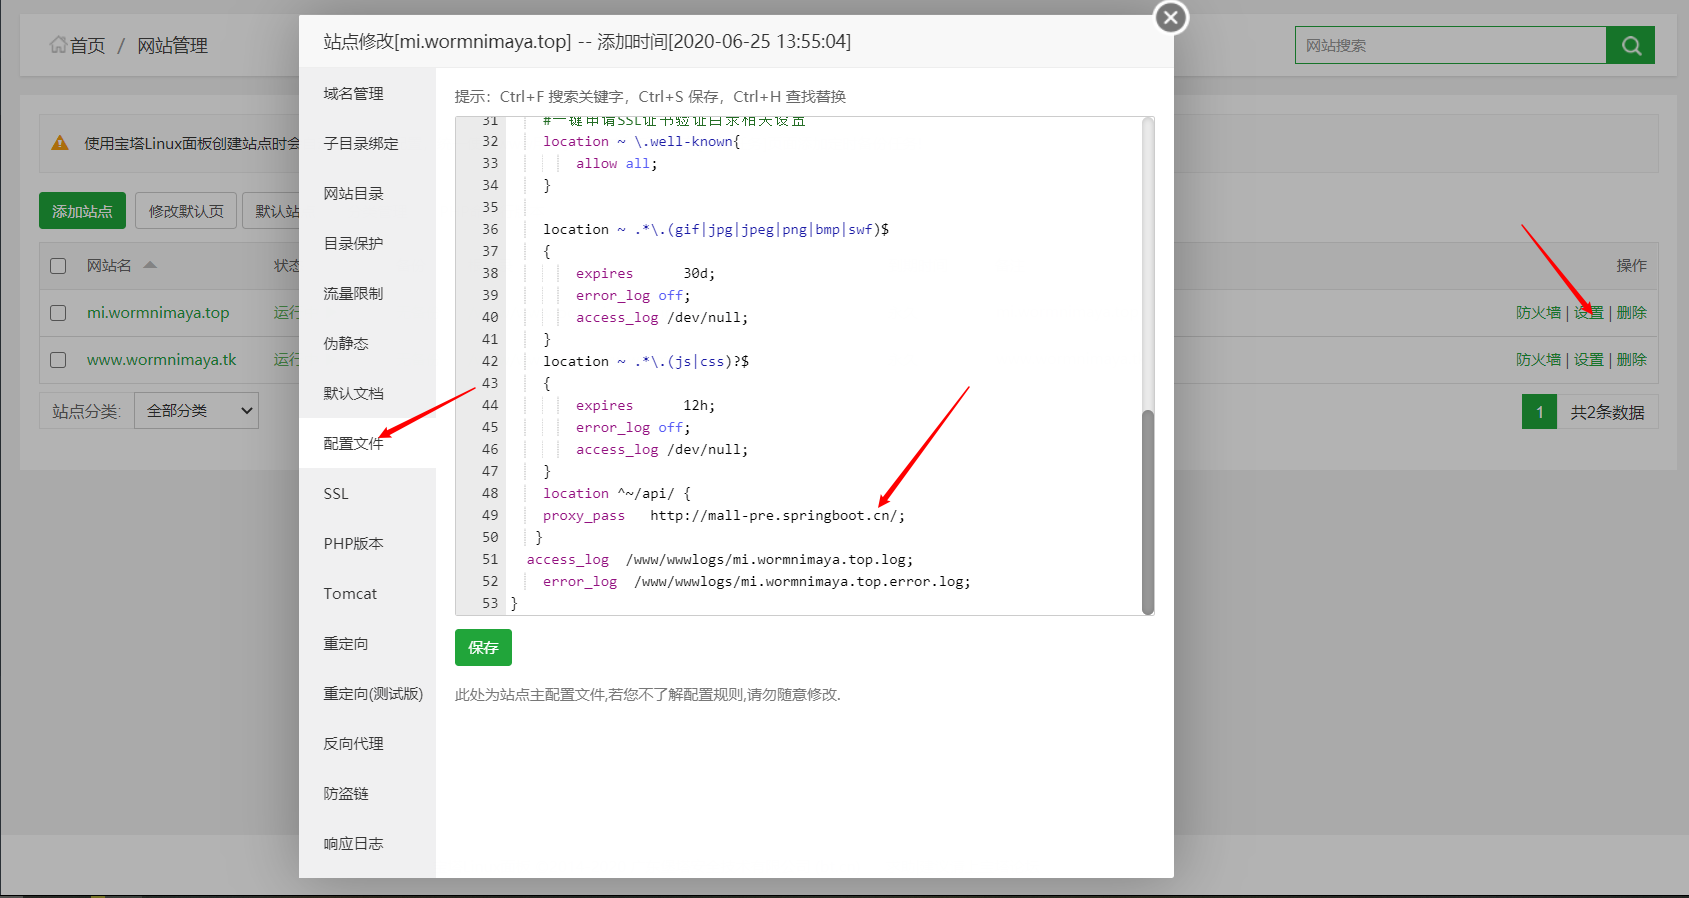 首页 / 网站管理
网站搜索
使用宝塔Linux面板创建站点时会
添加站点 修改默认页 默认站
网站名 状态 操作
mi.wormnimaya.top 运行 防火墙 | 设置 | 删除
www.wormnimaya.tk 运行 防火墙 | 设置 | 删除
站点分类: 全部分类 1 共2条数据
站点修改[mi.wormnimaya.top] -- 添加时间[2020-06-25 13:55:04]
域名管理
子目录绑定
网站目录
目录保护
流量限制
伪静态
默认文档
配置文件
SSL
PHP版本
Tomcat
重定向
重定向(测试版)
反向代理
防盗链
响应日志
提示：Ctrl+F 搜索关键字，Ctrl+S 保存，Ctrl+H 查找替换
31 #一键申请SSL证书验证目录相关设置
32 location ~ \.well-known{
33 allow all;
34 }
35
36 location ~ .*\.(gif|jpg|jpeg|png|bmp|swf)$
37 {
38 expires 30d;
39 error_log off;
40 access_log /dev/null;
41 }
42 location ~ .*\.(js|css)?$
43 {
44 expires 12h;
45 error_log off;
46 access_log /dev/null;
47 }
48 location ^~/api/ {
49 proxy_pass http://mall-pre.springboot.cn/;
50 }
51 access_log /www/wwwlogs/mi.wormnimaya.top.log;
52 error_log /www/wwwlogs/mi.wormnimaya.top.error.log;
53 }
保存
此处为站点主配置文件,若您不了解配置规则,请勿随意修改.